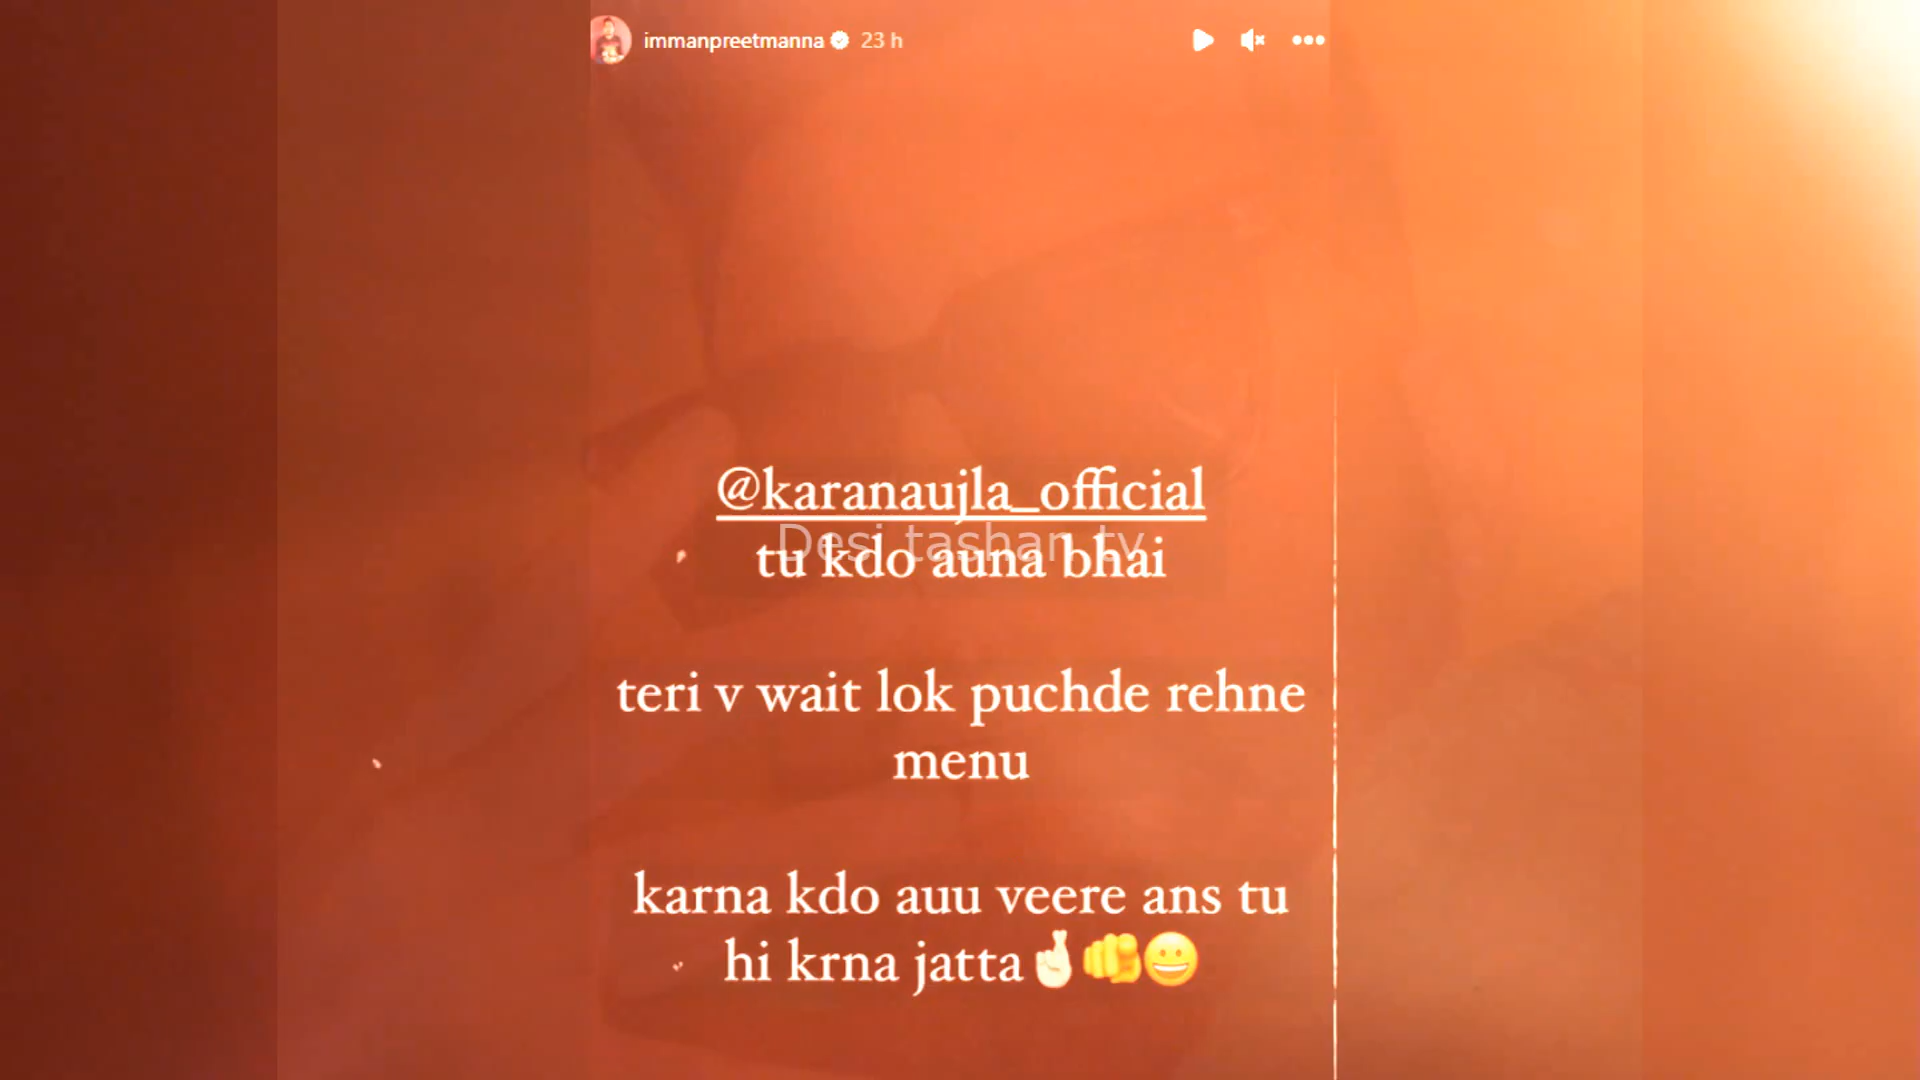 immanpreetmanna 23 h
@karanaujla_official
Desi tashan tv
tu kdo auna bhai
teri v wait lok puchde rehne
menu
karna kdo auu veere ans tu
hi krna jatta🤞🫵😀